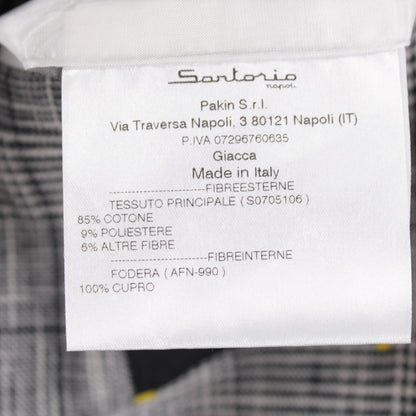 Sartorio
napoli
Pakin S.r.l.
Via Traversa Napoli, 3 80121 Napoli (IT)
P.IVA 07296760635
Giacca
Made in Italy
-------------------------FIBREESTERNE
TESSUTO PRINCIPALE ( S0705106 )
85% COTONE
9% POLIESTERE
6% ALTRE FIBRE
-------------------------FIBREINTERNE
FODERA ( AFN-990 )
100% CUPRO